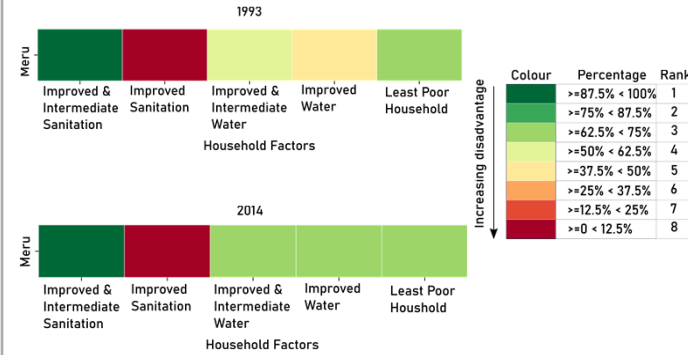 1993
Meru
Improved &
Intermediate
Sanitation
Improved
Sanitation
Improved &
Intermediate
Water
Improved
Water
Least Poor
Household
Household Factors
2014
Meru
Improved &
Intermediate
Sanitation
Improved
Sanitation
Improved &
Intermediate
Water
Improved
Water
Least Poor
Houshold
Household Factors
Increasing disadvantage
Colour Percentage Rank
>=87.5% < 100% 1
>=75% < 87.5% 2
>=62.5% < 75% 3
>=50% < 62.5% 4
>=37.5% < 50% 5
>=25% < 37.5% 6
>=12.5% < 25% 7
>=0 < 12.5% 8